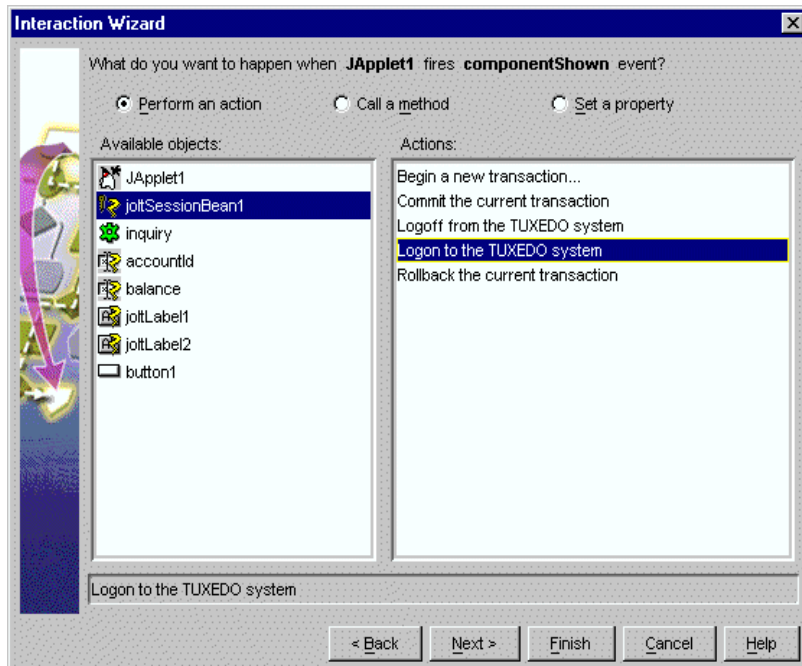 Interaction Wizard
What do you want to happen when JApplet1 fires componentShown event?
Perform an action
Call a method
Set a property
Available objects:
JApplet1
joltSessionBean1
inquiry
accountId
balance
joltLabel1
joltLabel2
button1
Actions:
Begin a new transaction...
Commit the current transaction
Logoff from the TUXEDO system
Logon to the TUXEDO system
Rollback the current transaction
Logon to the TUXEDO system
< Back
Next >
Finish
Cancel
Help